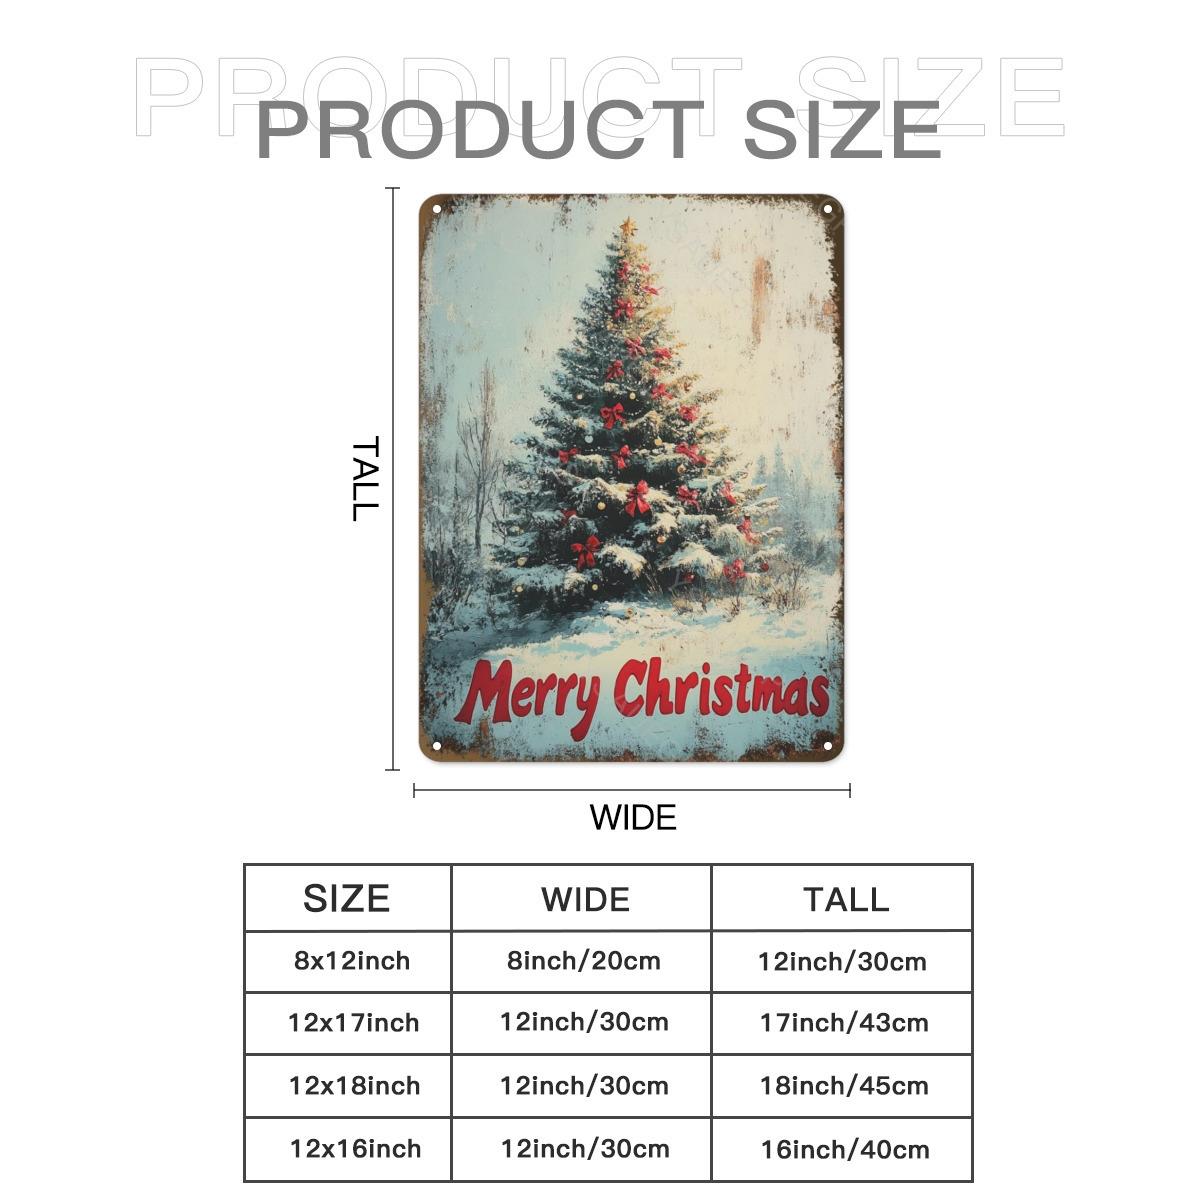 PRODUCT SIZE
PRODUCT SIZE
TALL
Merry Christmas
WIDE
SIZE WIDE TALL
8x12inch 8inch/20cm 12inch/30cm
12x17inch 12inch/30cm 17inch/43cm
12x18inch 12inch/30cm 18inch/45cm
12x16inch 12inch/30cm 16inch/40cm